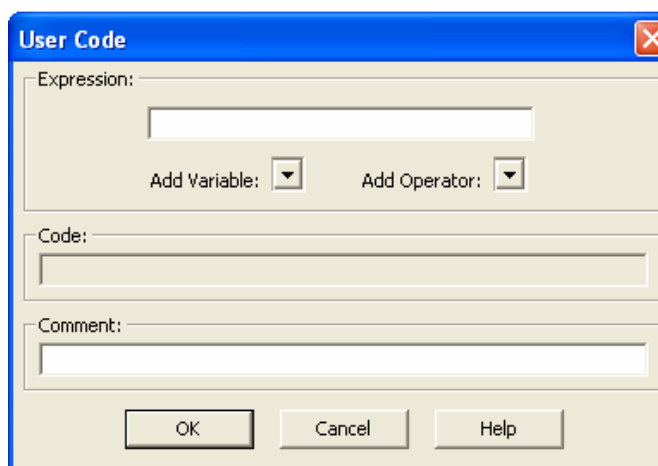 User Code
Expression:
Add Variable: Add Operator:
Code:
Comment:
OK Cancel Help